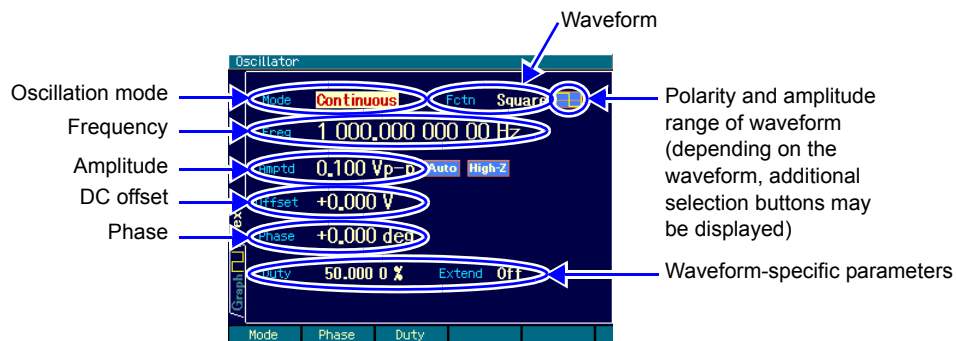 Waveform
Oscillator
Oscillation mode
Mode Continuous Fctn Square
Polarity and amplitude
range of waveform
(depending on the
waveform, additional
selection buttons may
be displayed)
Frequency
Freq 1 000.000 000 00 Hz
Amplitude
Amptd 0.100 Vp-p Auto High-Z
DC offset
Offset +0.000 V
Phase
Phase +0.000 deg
Duty 50.000 0 % Extend Off
Waveform-specific parameters
/Graph
Mode Phase Duty